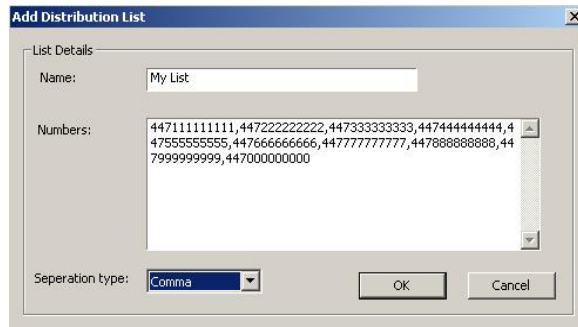 Add Distribution List
List Details
Name:
My List
Numbers:
447111111111,447222222222,447333333333,447444444444,4
47555555555,447666666666,447777777777,447888888888,44
7999999999,447000000000
Seperation type:
Comma
OK
Cancel